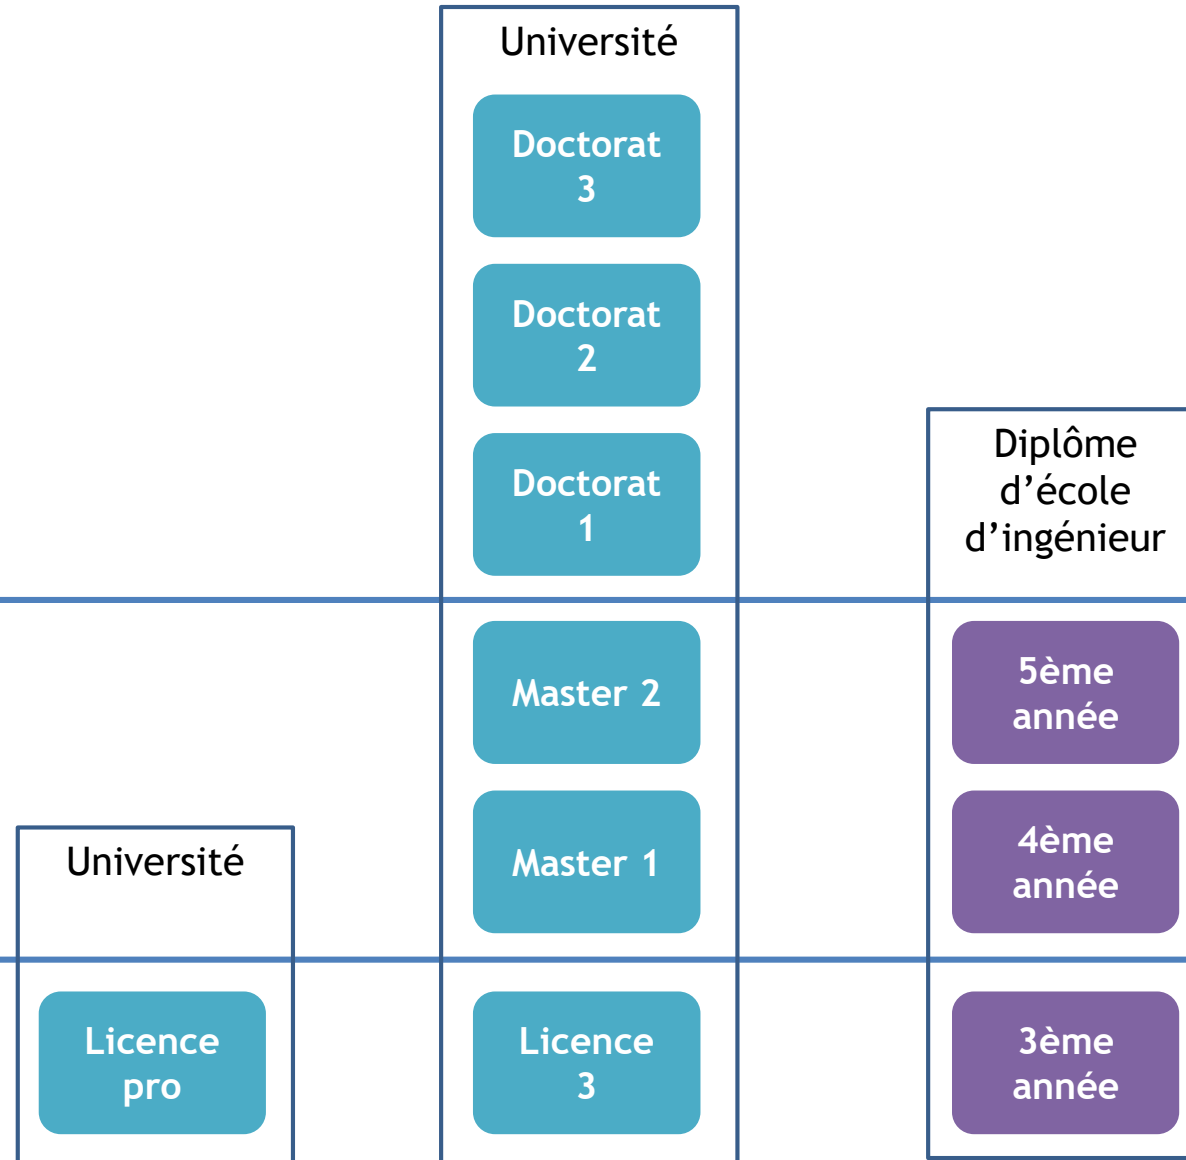 Université
Doctorat
3
Doctorat
2
Doctorat
1
Diplôme
d’école
d’ingénieur
Master 2
5ème
année
Université
Master 1
4ème
année
Licence
pro
Licence
3
3ème
année